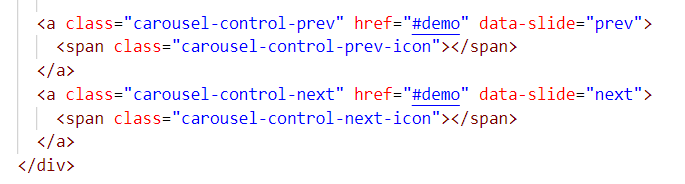 <a class="carousel-control-prev" href="#demo" data-slide="prev">
<span class="carousel-control-prev-icon"></span>
</a>
<a class="carousel-control-next" href="#demo" data-slide="next">
<span class="carousel-control-next-icon"></span>
</a>
</div>